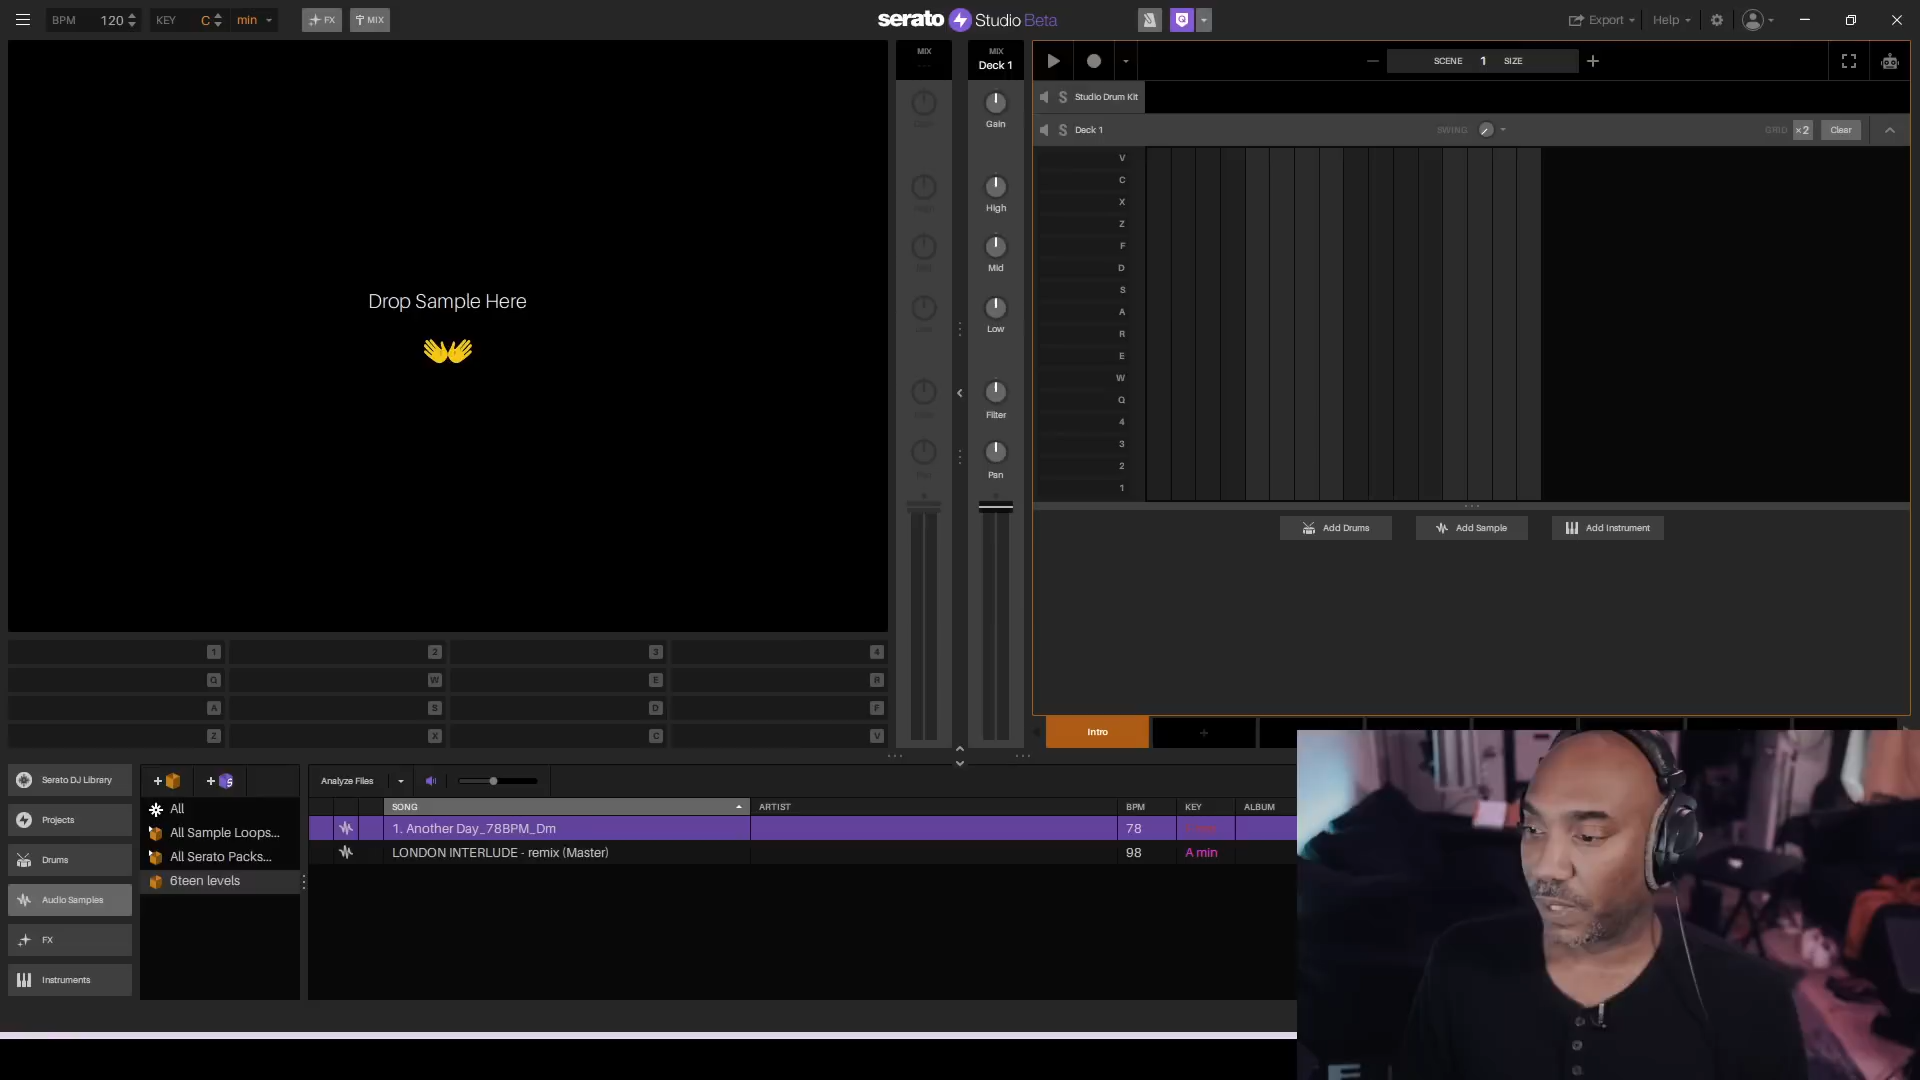 BPM 120 KEY C min FX MIX serato Studio Beta Export Help
MIX
MIX
Deck 1
SCENE 1 SIZE
S Studio Drum Kit
S Deck 1 SWING GRID x2 Clear
Gain
High
Mid
Low
Filter
Pan
V
C
X
Z
F
D
S
A
R
E
W
Q
4
3
2
1
Drop Sample Here
Add Drums Add Sample Add Instrument
1 2 3 4
Q W E R
A S D F
Z X C V
Intro
Serato DJ Library
Projects
Drums
Audio Samples
FX
Instruments
All
All Sample Loops...
All Serato Packs...
6teen levels
Analyze Files
SONG ARTIST BPM KEY ALBUM
1. Another Day_78BPM_Dm 78
LONDON INTERLUDE - remix (Master) 98 A min